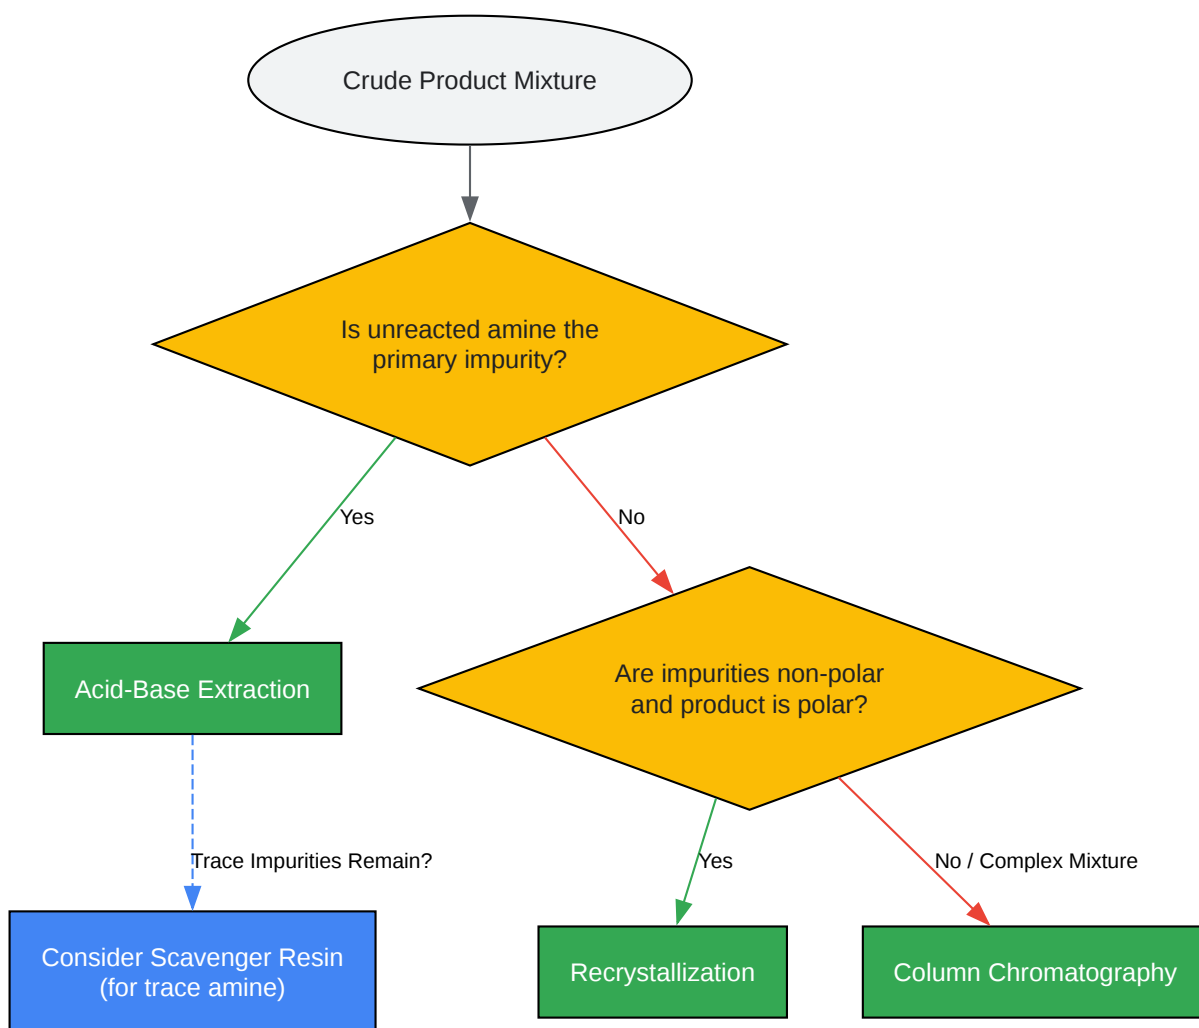 Crude Product Mixture
Is unreacted amine the
primary impurity?
Yes
No
Acid-Base Extraction
Are impurities non-polar
and product is polar?
Trace Impurities Remain?
Yes
No / Complex Mixture
Consider Scavenger Resin
(for trace amine)
Recrystallization
Column Chromatography